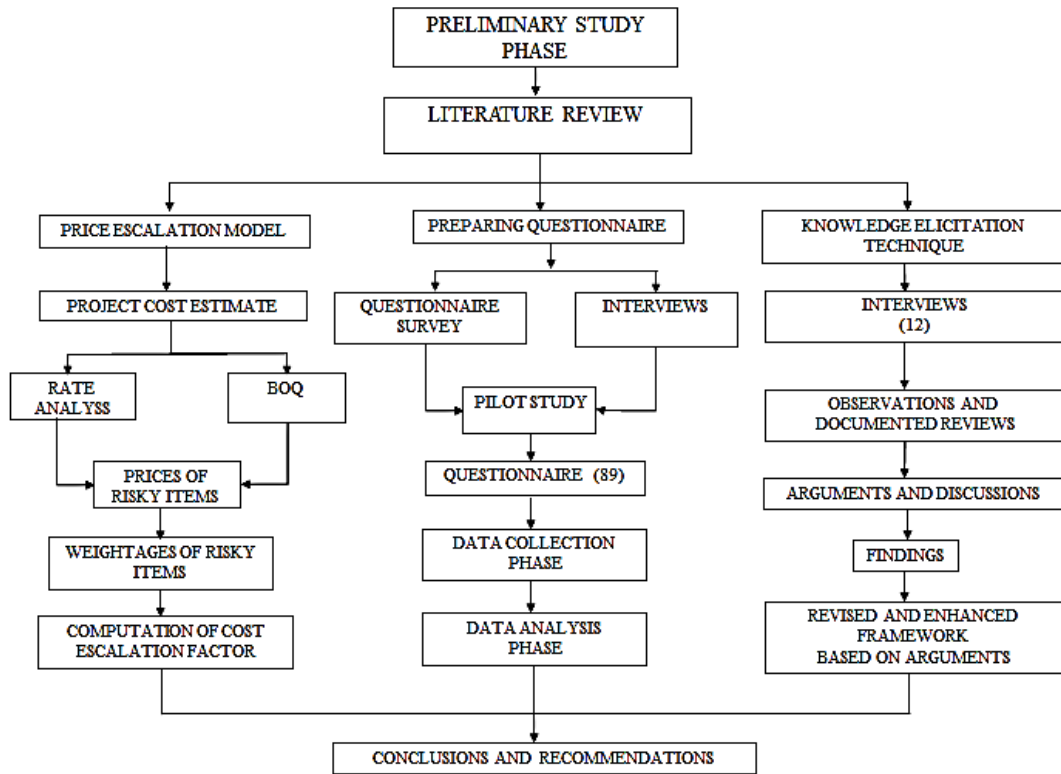 PRELIMINARY STUDY
PHASE
LITERATURE REVIEW
PRICE ESCALATION MODEL
PROJECT COST ESTIMATE
RATE
ANALYSS
BOQ
PRICES OF
RISKY ITEMS
WEIGHTAGES OF RISKY
ITEMS
COMPUTATION OF COST
ESCALATION FACTOR
PREPARING QUESTIONNAIRE
QUESTIONNAIRE
SURVEY
INTERVIEWS
PILOT STUDY
QUESTIONNAIRE (89)
DATA COLLECTION
PHASE
DATA ANALYSIS
PHASE
KNOWLEDGE ELICITATION
TECHNIQUE
INTERVIEWS
(12)
OBSERVATIONS AND
DOCUMENTED REVIEWS
ARGUMENTS AND DISCUSSIONS
FINDINGS
REVISED AND ENHANCED
FRAMEWORK
BASED ON ARGUMENTS
CONCLUSIONS AND RECOMMENDATIONS